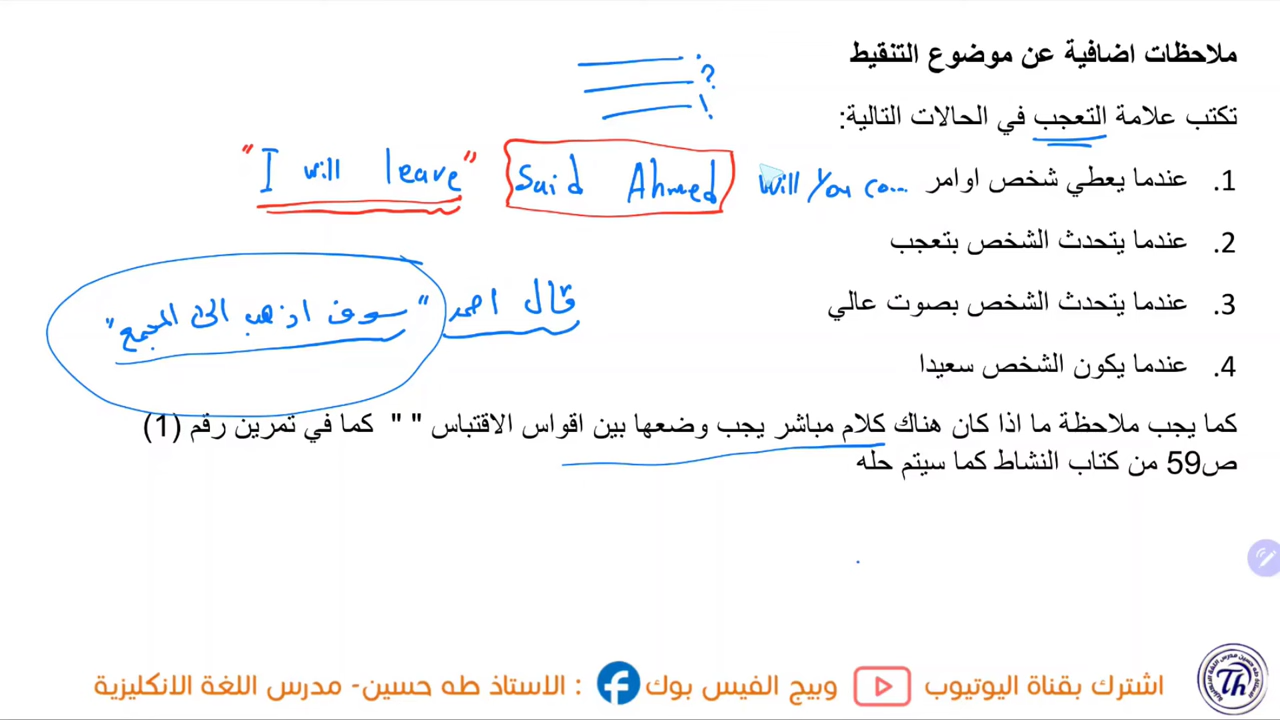 ملاحظات اضافية عن موضوع التنقيط
.
?
!
تكتب علامة التعجب في الحالات التالية:
"I will leave" Said Ahmed will you co...
1. عندما يعطي شخص اوامر
2. عندما يتحدث الشخص بتعجب
قال احمد "سوف اذهب الى المجمع"
3. عندما يتحدث الشخص بصوت عالي
4. عندما يكون الشخص سعيدا
كما يجب ملاحظة ما اذا كان هناك كلام مباشر يجب وضعها بين اقواس الاقتباس " " كما في تمرين رقم (1)
ص59 من كتاب النشاط كما سيتم حله
اشترك بقناة اليوتيوب وبيج الفيس بوك : الاستاذ طه حسين- مدرس اللغة الانكليزية
Th